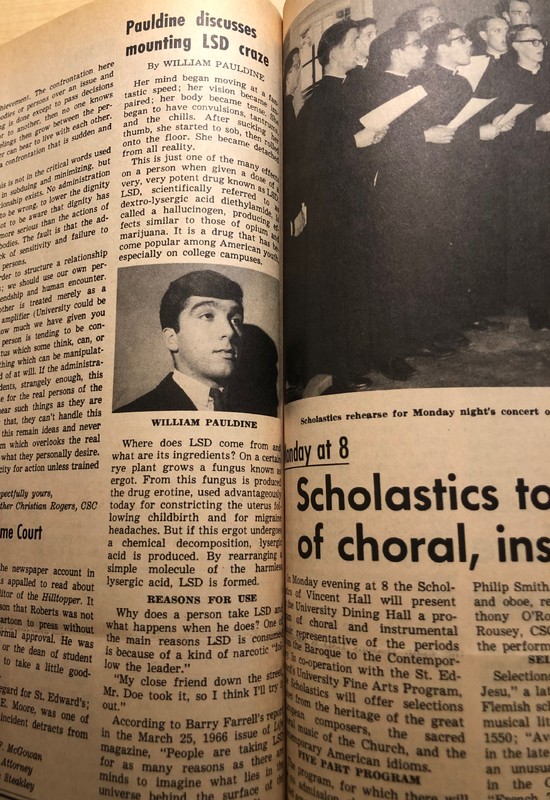 hievement. The confrontation here
odies or persons over an issue and
g is done except to pass decisions
to another, then no one knows
lings then grow between the per-
r can bear to live with each other.
a confrontation that is sudden and
is is not in the critical words used
in subduing and minimizing, but
tionship exists. No administration
to be wrong, to lower the dignity
ot to be aware that dignity has
more serious than the actions of
bodies. The fault is that the ad-
ck of sensitivity and failure to
persons.
rder to structure a relationship
s; we should use our own per-
endship and human encounter.
other is treated merely as a
amplifier (University could be
ow much we have given you
person is tending to be con-
tus which some think, can, or
thing which can be manipulat-
d of at will. If the administra-
dents, strangely enough, this
e for the real persons of the
hear such things as they are
that, they can't handle this
this remain ideas and never
m which overlooks the real
what they personally desire.
city for action unless trained
pectfully yours,
other Christian Rogers, CSC
me Court
he newspaper account in
s appalled to read about
ditor of the Hilltopper. It
son that Roberts was not
artoon to press without
ormal approval. He was
or the dean of student
to take a little good-
egard for St. Edward's;
E. Moore, was one of
incident detracts from
P. McGowan
Attorney
e Steakley
Pauldine discusses
mounting LSD craze
By WILLIAM PAULDINE
Her mind began moving at a fan-
tastic speed; her vision became
paired; her body became tense. She
began to have convulsions, tantrums,
and the chills. After sucking
thumb, she started to sob, then rolled
onto the floor. She became detached
from all reality.
This is just one of the many effects
on a person when given a dose of
very, very potent drug known as LSD.
LSD, scientifically referred to
dextro-lysergic acid diethylamide,
called a hallucinogen, producing ef-
fects similar to those of opium and
marijuana. It is a drug that has be-
come popular among American youth
especially on college campuses.
WILLIAM PAULDINE
Where does LSD come from and
what are its ingredients? On a certain
rye plant grows a fungus known as
ergot. From this fungus is produced
the drug erotine, used advantageously
today for constricting the uterus fol-
lowing childbirth and for migraine
headaches. But if this ergot undergoes
a chemical decomposition, lysergic
acid is produced. By rearranging a
simple molecule of the harmless
lysergic acid, LSD is formed.
REASONS FOR USE
Why does a person take LSD and
what happens when he does? One of
the main reasons LSD is consumed
is because of a kind of narcotic "fol-
low the leader."
"My close friend down the street,
Mr. Doe took it, so I think I'll try it
out."
According to Barry Farrell's report
in the March 25, 1966 issue of Life
magazine, "People are taking LSD
for as many reasons as there are
minds to imagine what lies in the
universe behind the surface of
Scholastics rehearse for Monday night's concert o
onday at 8
Scholastics to
of choral, ins
n Monday evening at 8 the Schol-
s of Vincent Hall will present
the University Dining Hall a pro-
of choral and instrumental
representative of the periods
the Baroque to the Contempor-
co-operation with the St. Ed-
's University Fine Arts Program,
Scholastics will offer selections
from the heritage of the great
composers, the sacred
music of the Church, and the
emporary American idioms.
FIVE PART PROGRAM
program, for which there will
Philip Smith
and oboe, re
thony O'Ro
Rousey, CSC
the perform
SEI
Selections
Jesu," a lat
Flemish sch
musical lit
1550; "Av
in the late
an unusu
in the c